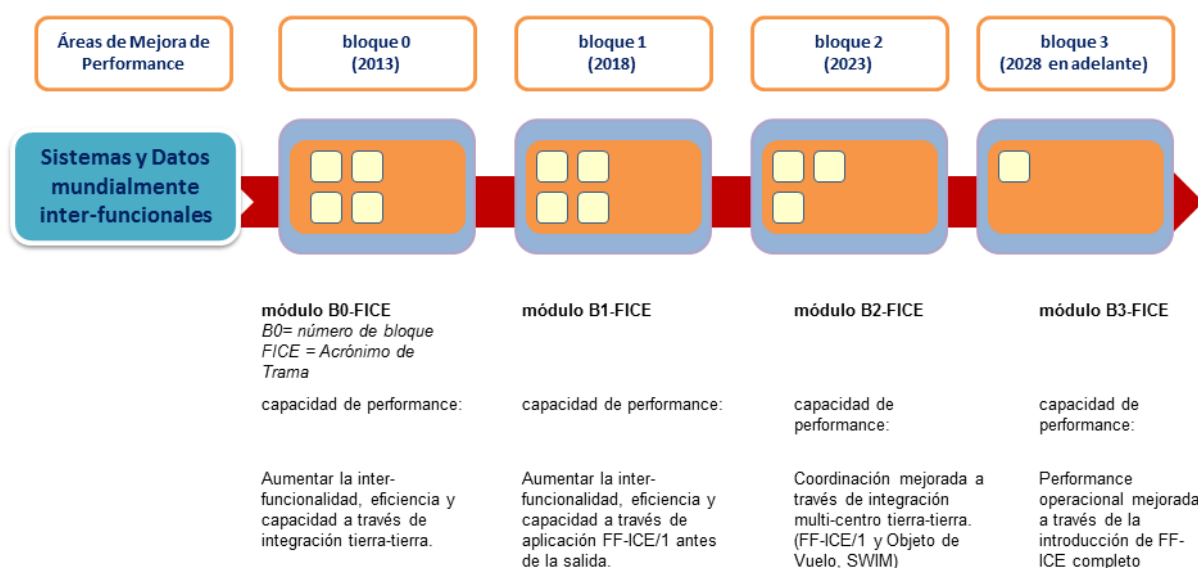 Áreas de Mejora de
Performance
bloque 0
(2013)
bloque 1
(2018)
bloque 2
(2023)
bloque 3
(2028 en adelante)
Sistemas y Datos
mundialmente
inter-funcionales
módulo B0-FICE
B0= número de bloque
FICE = Acrónimo de
Trama
capacidad de performance:
Aumentar la inter-
funcionalidad, eficiencia y
capacidad a través de
integración tierra-tierra.
módulo B1-FICE
capacidad de performance:
Aumentar la inter-
funcionalidad, eficiencia y
capacidad a través de
aplicación FF-ICE/1 antes
de la salida.
módulo B2-FICE
capacidad de
performance:
Coordinación mejorada a
través de integración
multi-centro tierra-tierra.
(FF-ICE/1 y Objeto de
Vuelo, SWIM)
módulo B3-FICE
capacidad de
performance:
Performance
operacional mejorada
a través de la
introducción de FF-
ICE completo